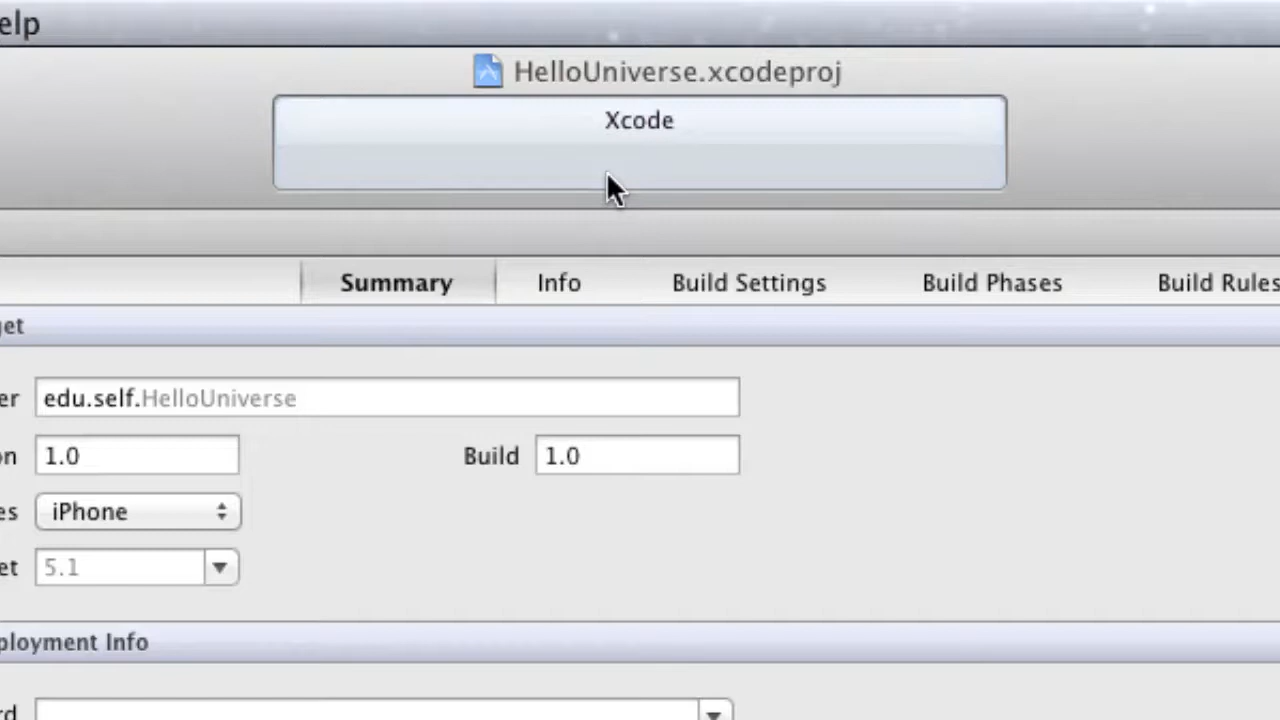 elp
HelloUniverse.xcodeproj
Xcode
Summary Info Build Settings Build Phases Build Rules
get
er edu.self.HelloUniverse
on 1.0 Build 1.0
es iPhone
et 5.1
ployment Info
rd